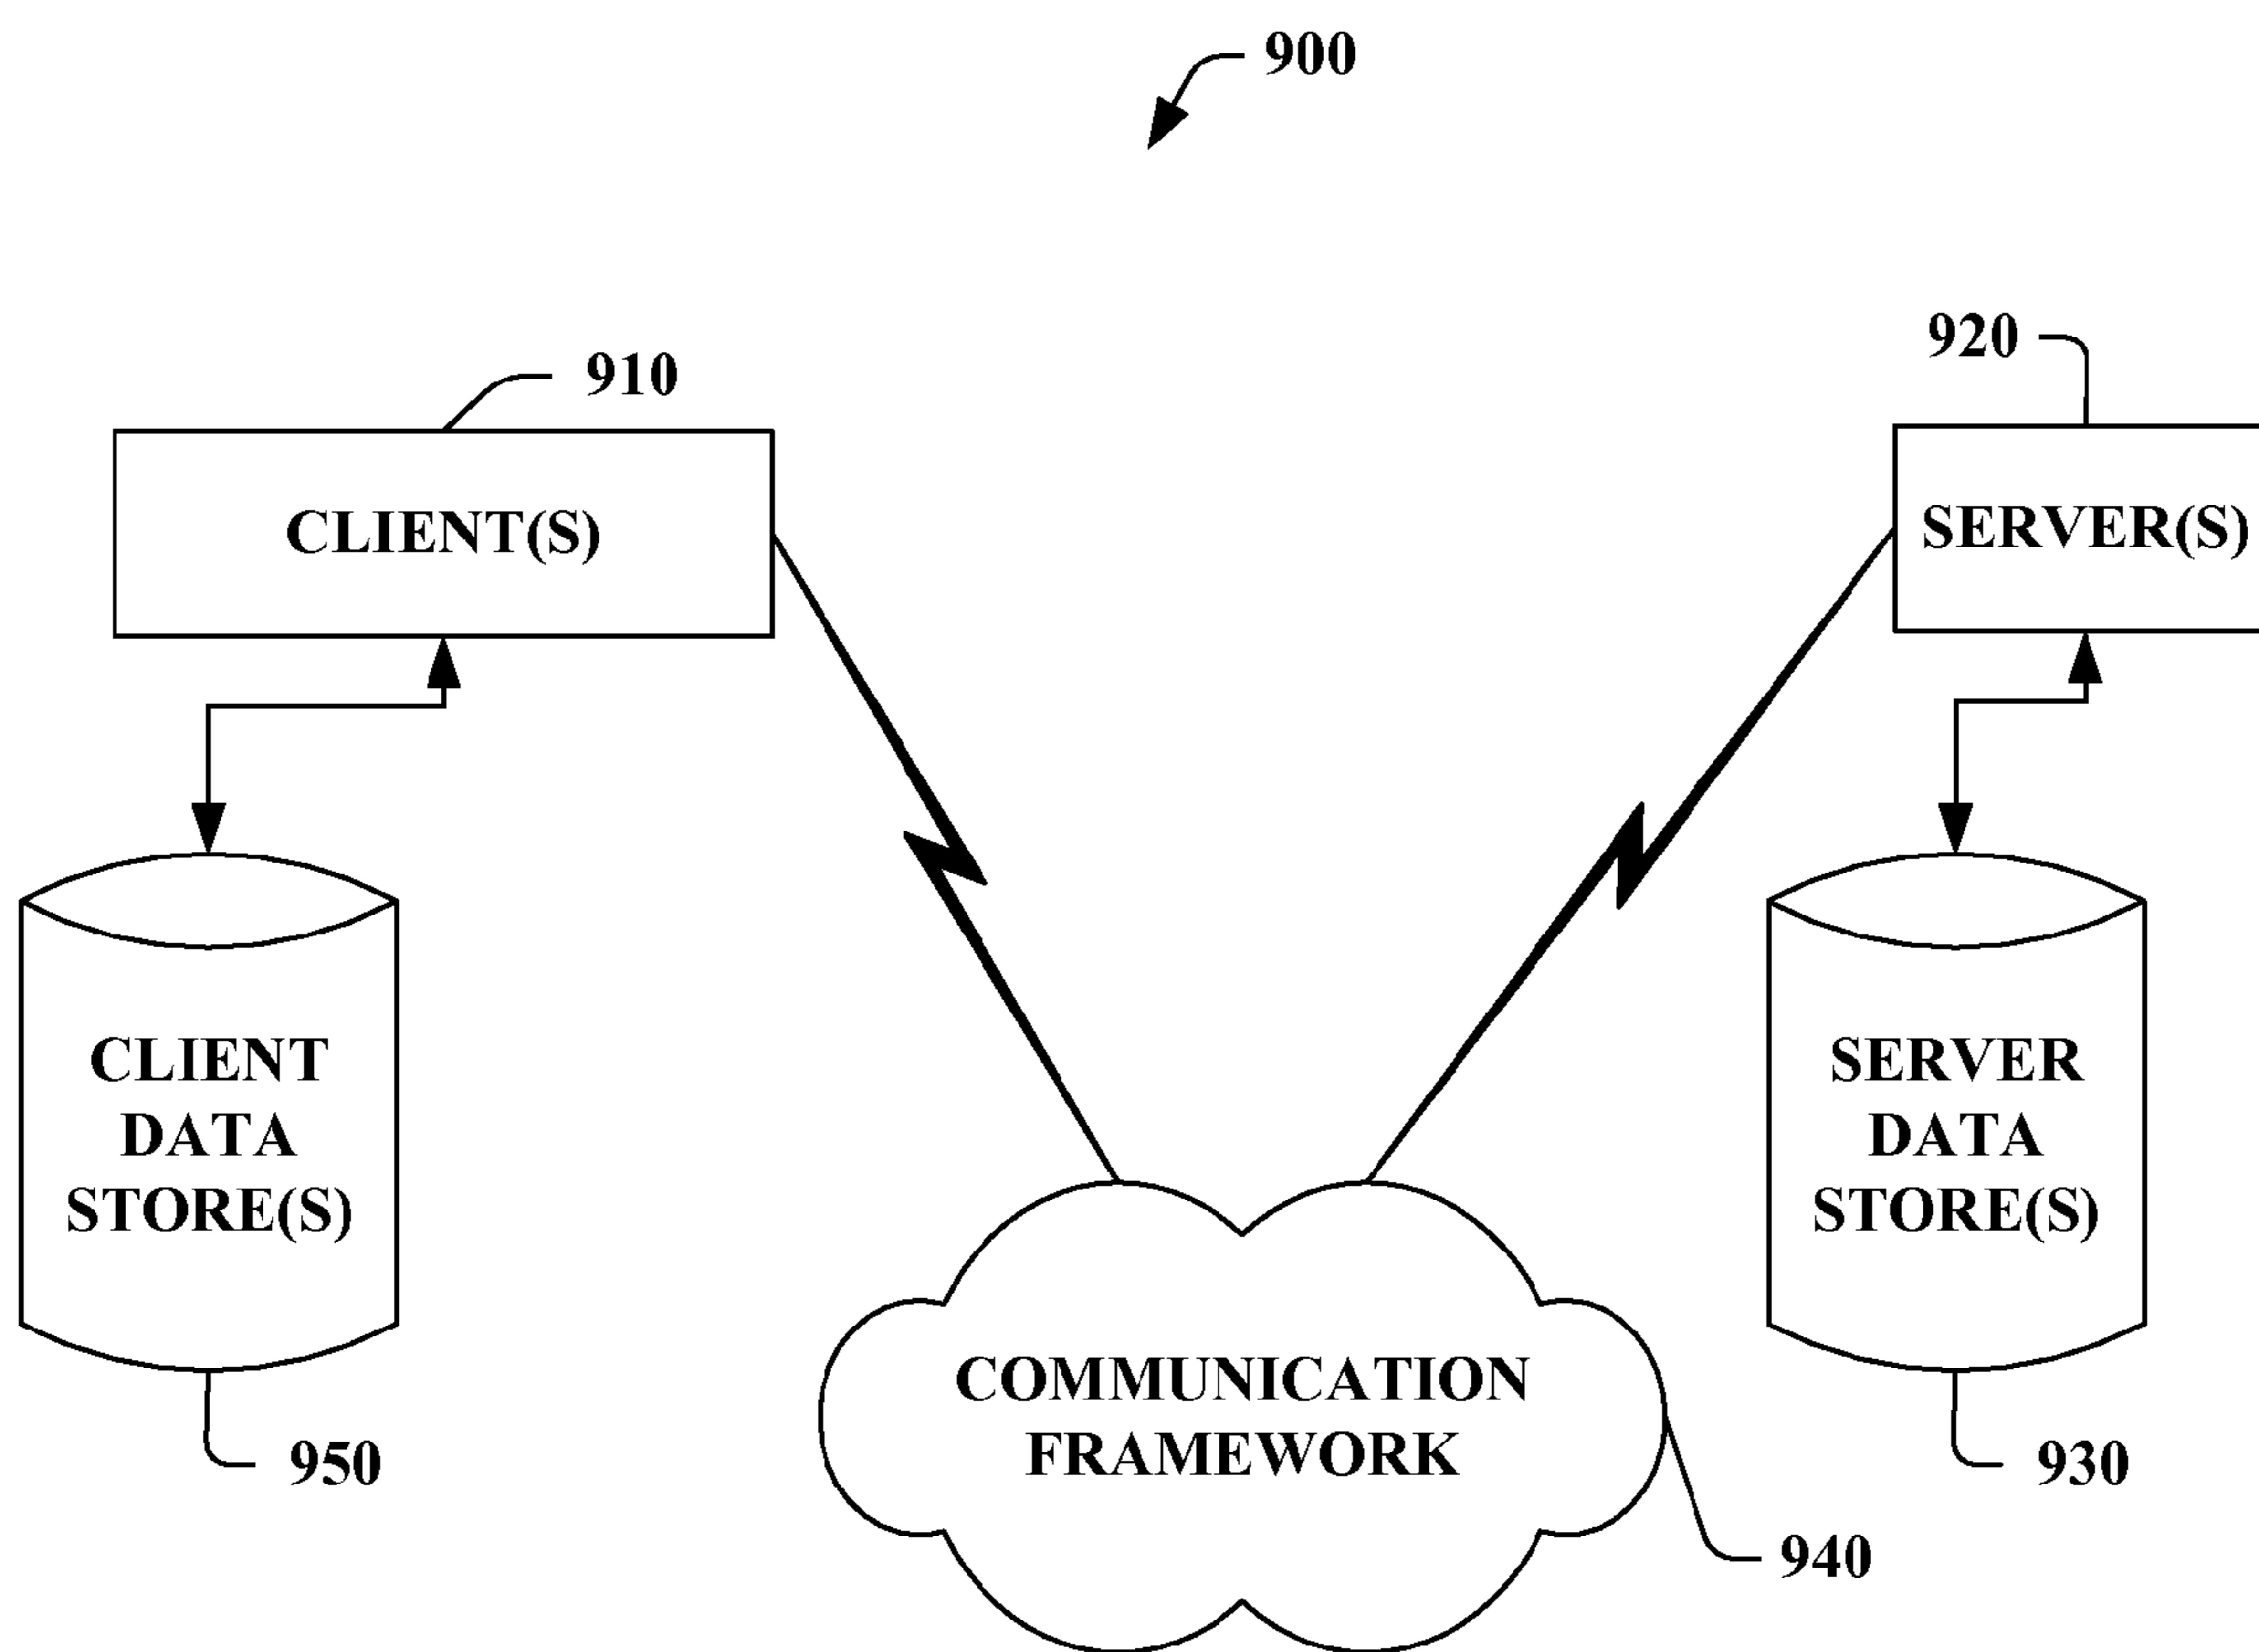 900
910
920
CLIENT(S)
SERVER(S)
CLIENT
DATA
STORE(S)
SERVER
DATA
STORE(S)
COMMUNICATION
FRAMEWORK
950
930
940